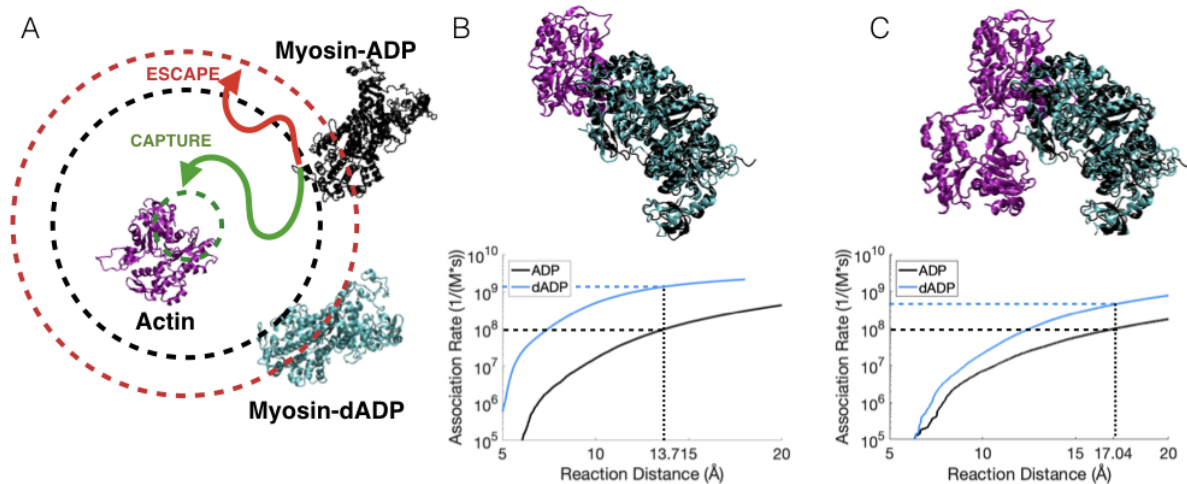 A
Myosin-ADP
ESCAPE
CAPTURE
Actin
Myosin-dADP
B
10^10
10^9
10^8
10^7
10^6
10^5
Association Rate (1/(M*s))
ADP
dADP
5
10
13.715
20
Reaction Distance (Å)
C
10^10
10^9
10^8
10^7
10^6
10^5
Association Rate (1/(M*s))
ADP
dADP
5
10
15
17.04
20
Reaction Distance (Å)